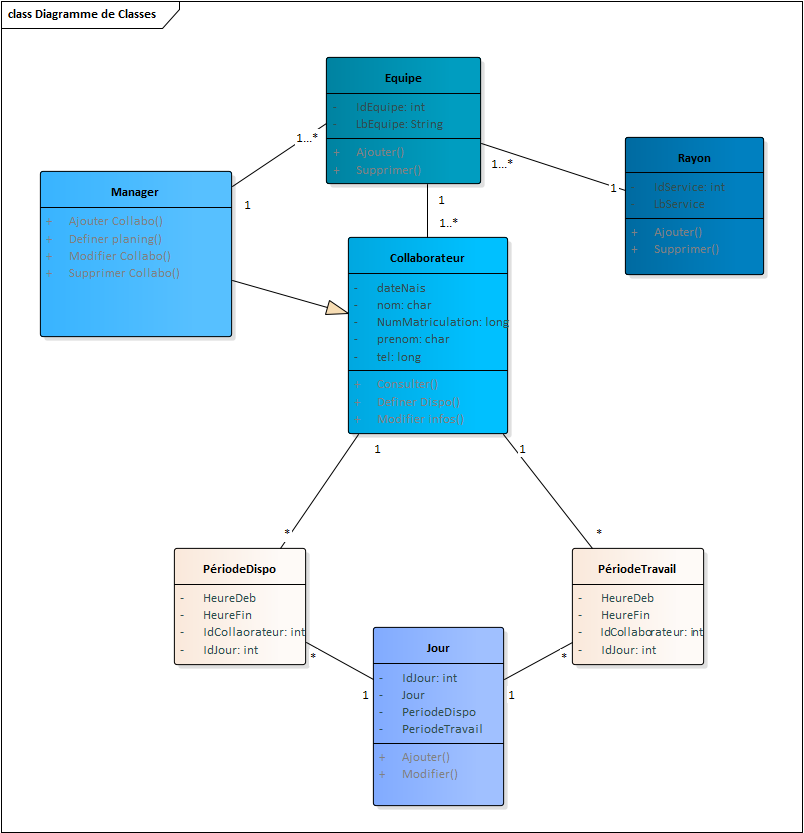 class Diagramme de Classes
Equipe
- IdEquipe: int
- LbEquipe: String
+ Ajouter()
+ Supprimer()
1...*
1...*
Rayon
- IdService: int
- LbService
+ Ajouter()
+ Supprimer()
1
Manager
+ Ajouter Collabo()
+ Definer planing()
+ Modifier Collabo()
+ Supprimer Collabo()
1
1
1..*
Collaborateur
- dateNais
- nom: char
- NumMatriculation: long
- prenom: char
- tel: long
+ Consulter()
+ Definer Dispo()
+ Modifier infos()
1
1
*
*
PériodeDispo
- HeureDeb
- HeureFin
- IdCollaorateur: int
- IdJour: int
PériodeTravail
- HeureDeb
- HeureFin
- IdCollaborateur: int
- IdJour: int
*
*
1
1
Jour
- IdJour: int
- Jour
- PeriodeDispo
- PeriodeTravail
+ Ajouter()
+ Modifier()